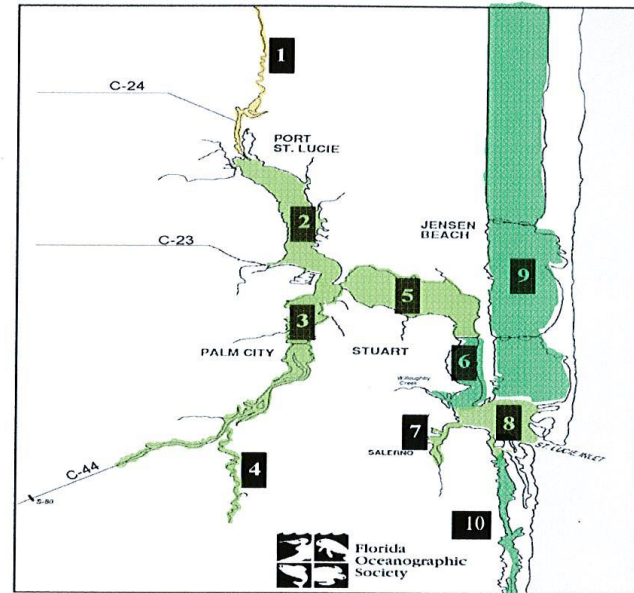 1
C-24
PORT
ST. LUCIE
2
JENSEN
BEACH
C-23
9
5
3
PALM CITY
STUART
6
Willoughby
Creek
7
8
SALERNO
ST LUCIE INLET
C-44
4
S-80
10
Florida
Oceanographic
Society